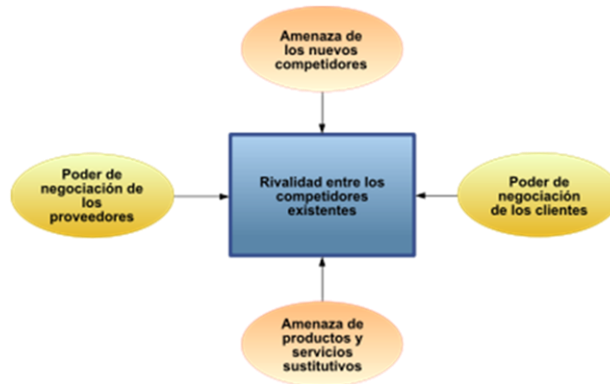 Amenaza de
los nuevos
competidores
Poder de
negociación de
los
proveedores
Rivalidad entre los
competidores
existentes
Poder de
negociación
de los clientes
Amenaza de
productos y
servicios
sustitutivos